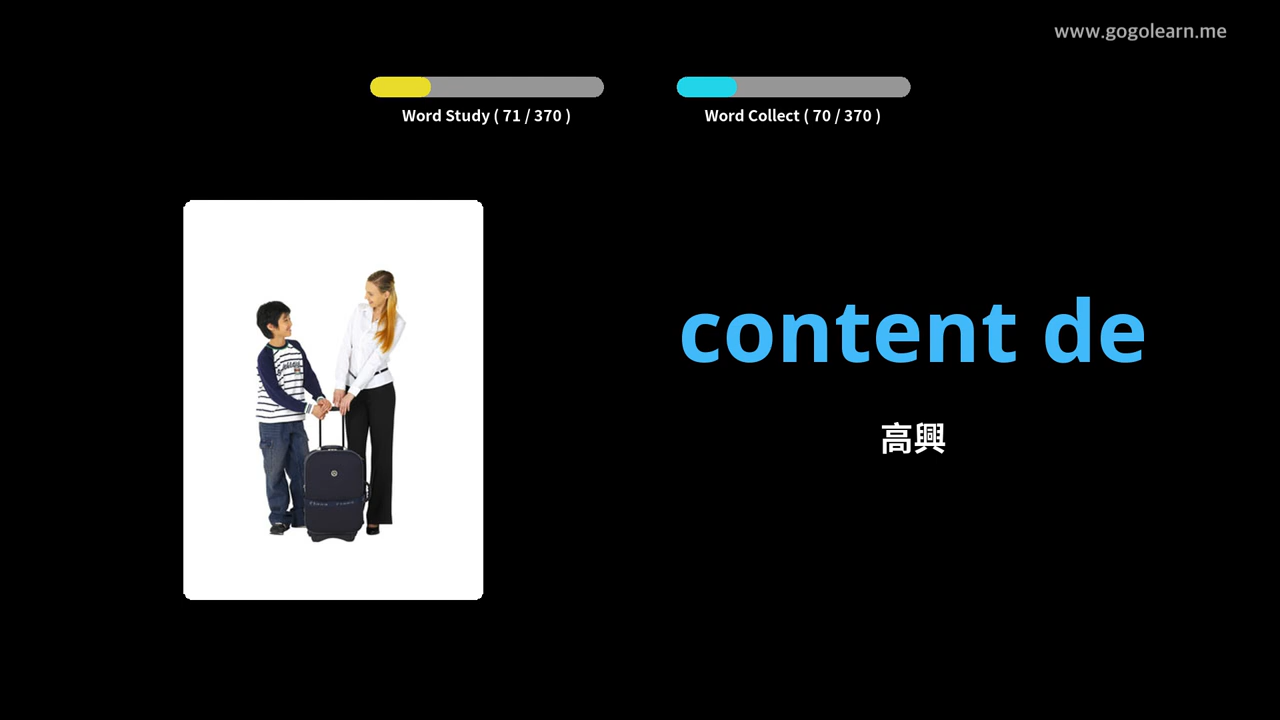 www.gogolearn.me
Word Study ( 71 / 370 )
Word Collect ( 70 / 370 )
content de
高興